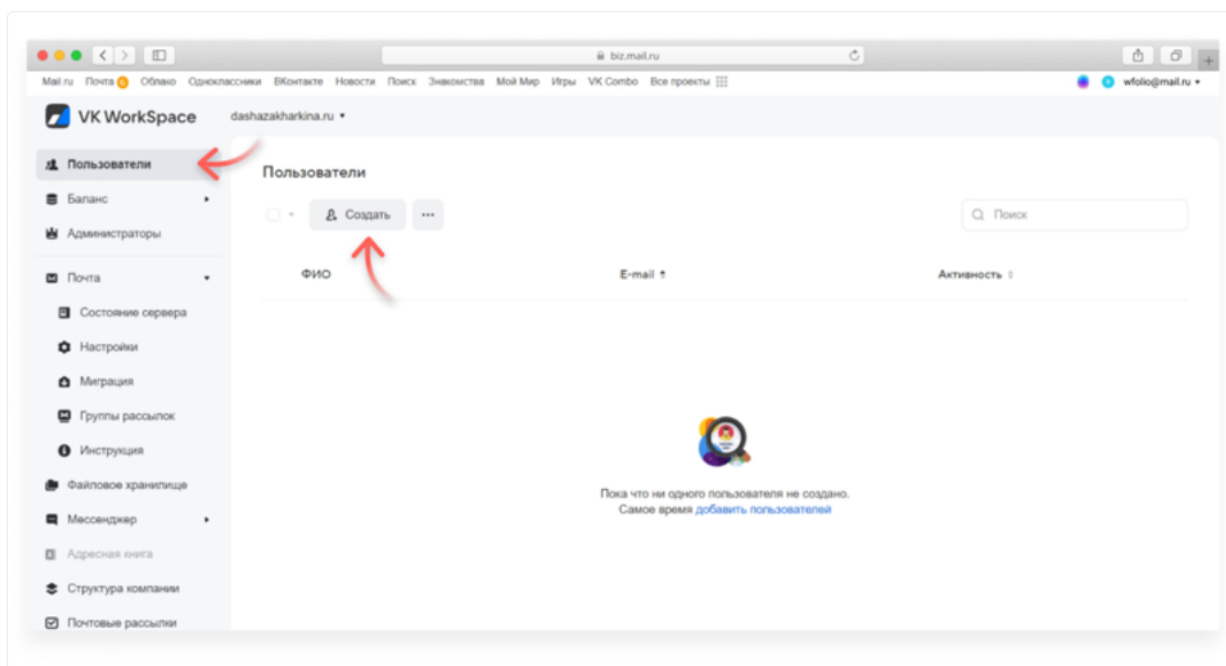 biz.mail.ru
Mail.ru Почта Облако Одноклассники ВКонтакте Новости Поиск Знакомства Мой Мир Игры VK Combo Все проекты wfolio@mail.ru
VK WorkSpace dashazakharkina.ru
Пользователи
Баланс
Администраторы
Почта
Состояние сервера
Настройки
Миграция
Группы рассылок
Инструкция
Файловое хранилище
Мессенджер
Адресная книга
Структура компании
Почтовые рассылки
Пользователи
Создать
Поиск
ФИО E-mail Активность
Пока что ни одного пользователя не создано.
Самое время добавить пользователей